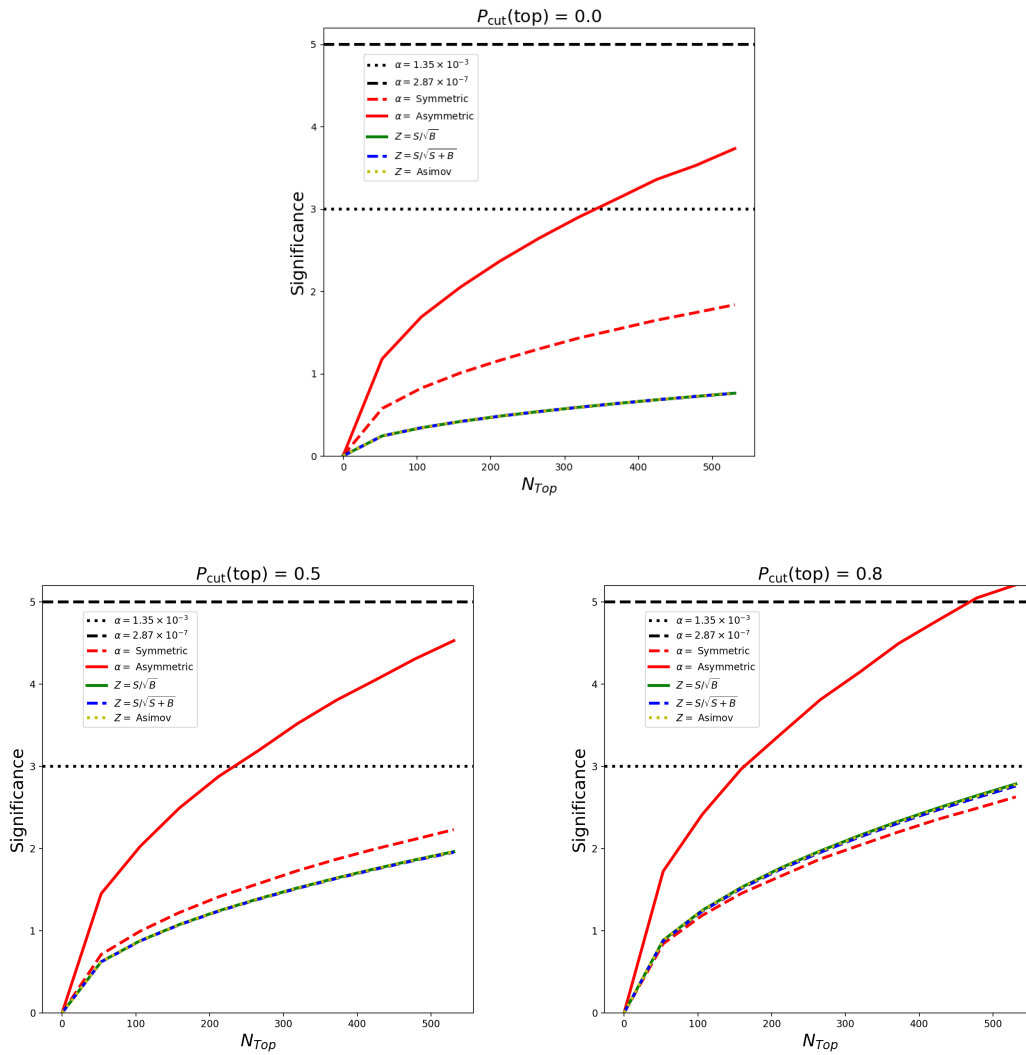 P_cut(top) = 0.0
5
4
3
2
1
0
Significance
α = 1.35 × 10⁻³
α = 2.87 × 10⁻⁷
α = Symmetric
α = Asymmetric
Z = S/√B
Z = S/√S + B
Z = Asimov
0 100 200 300 400 500
N_Top
P_cut(top) = 0.5
5
4
3
2
1
0
Significance
α = 1.35 × 10⁻³
α = 2.87 × 10⁻⁷
α = Symmetric
α = Asymmetric
Z = S/√B
Z = S/√S + B
Z = Asimov
0 100 200 300 400 500
N_Top
P_cut(top) = 0.8
5
4
3
2
1
0
Significance
α = 1.35 × 10⁻³
α = 2.87 × 10⁻⁷
α = Symmetric
α = Asymmetric
Z = S/√B
Z = S/√S + B
Z = Asimov
0 100 200 300 400 500
N_Top